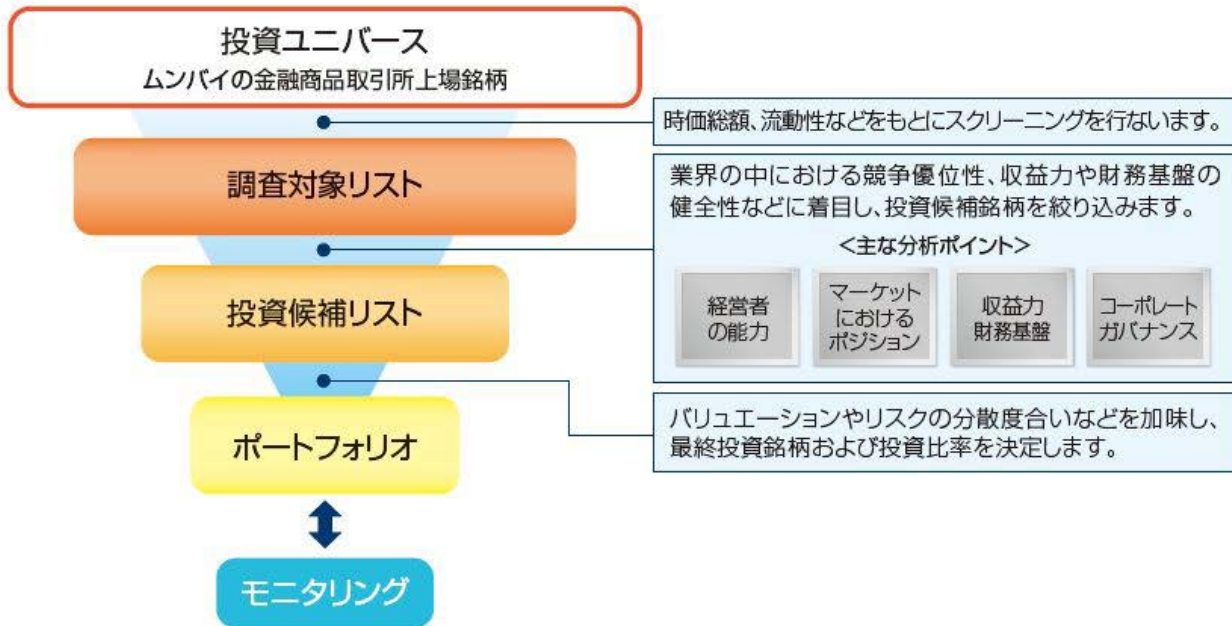 投資ユニバース
ムンバイの金融商品取引所上場銘柄
時価総額、流動性などをもとにスクリーニングを行ないます。
調査対象リスト
業界の中における競争優位性、収益力や財務基盤の
健全性などに着目し、投資候補銘柄を絞り込みます。
<主な分析ポイント>
経営者
の能力
マーケット
における
ポジション
収益力
財務基盤
コーポレート
ガバナンス
投資候補リスト
バリュエーションやリスクの分散度合いなどを加味し、
最終投資銘柄および投資比率を決定します。
ポートフォリオ
モニタリング